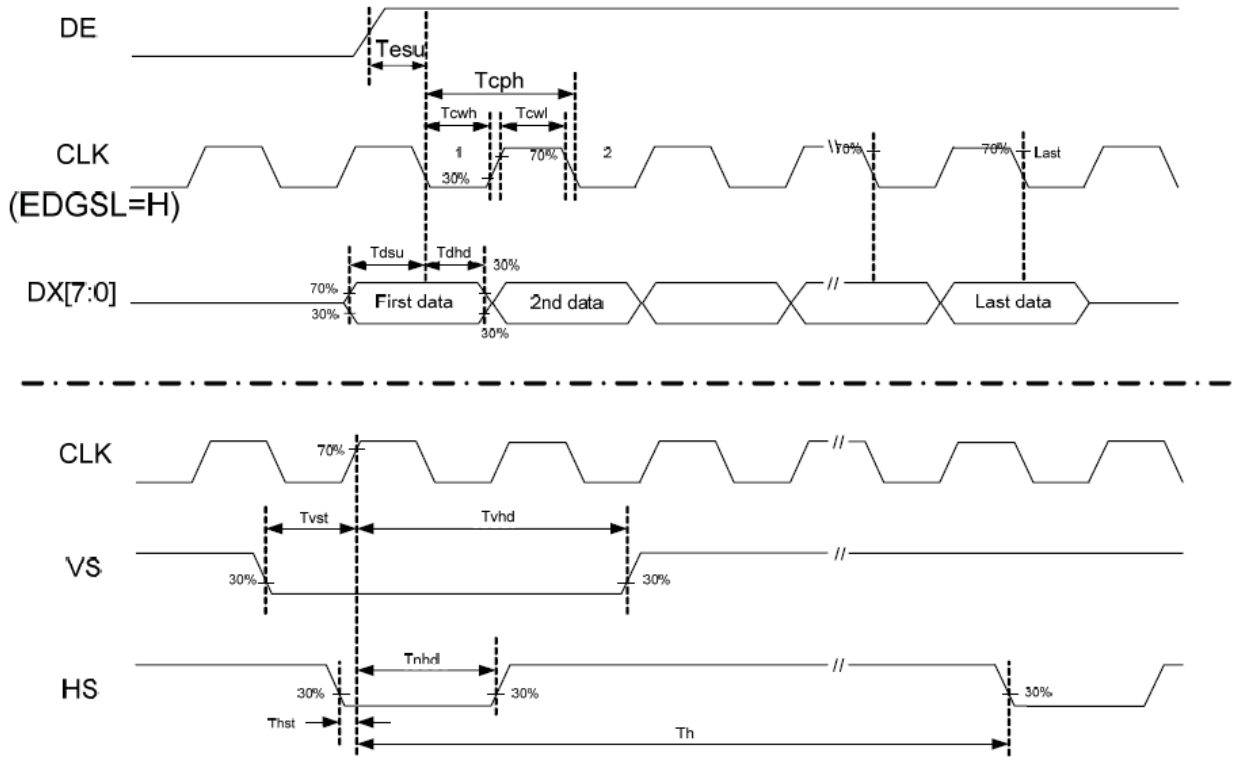 DE
Tesu
Tcph
Tcwh
Tcwl
CLK
1
70%
2
\\
70%
70%
Last
30%
(EDGSL=H)
Tdsu
Tdhd
30%
DX[7:0]
70%
First data
2nd data
//
Last data
30%
30%
CLK
70%
//
Tvst
Tvhd
VS
30%
30%
//
Tnhd
HS
30%
30%
//
30%
Thst
Th